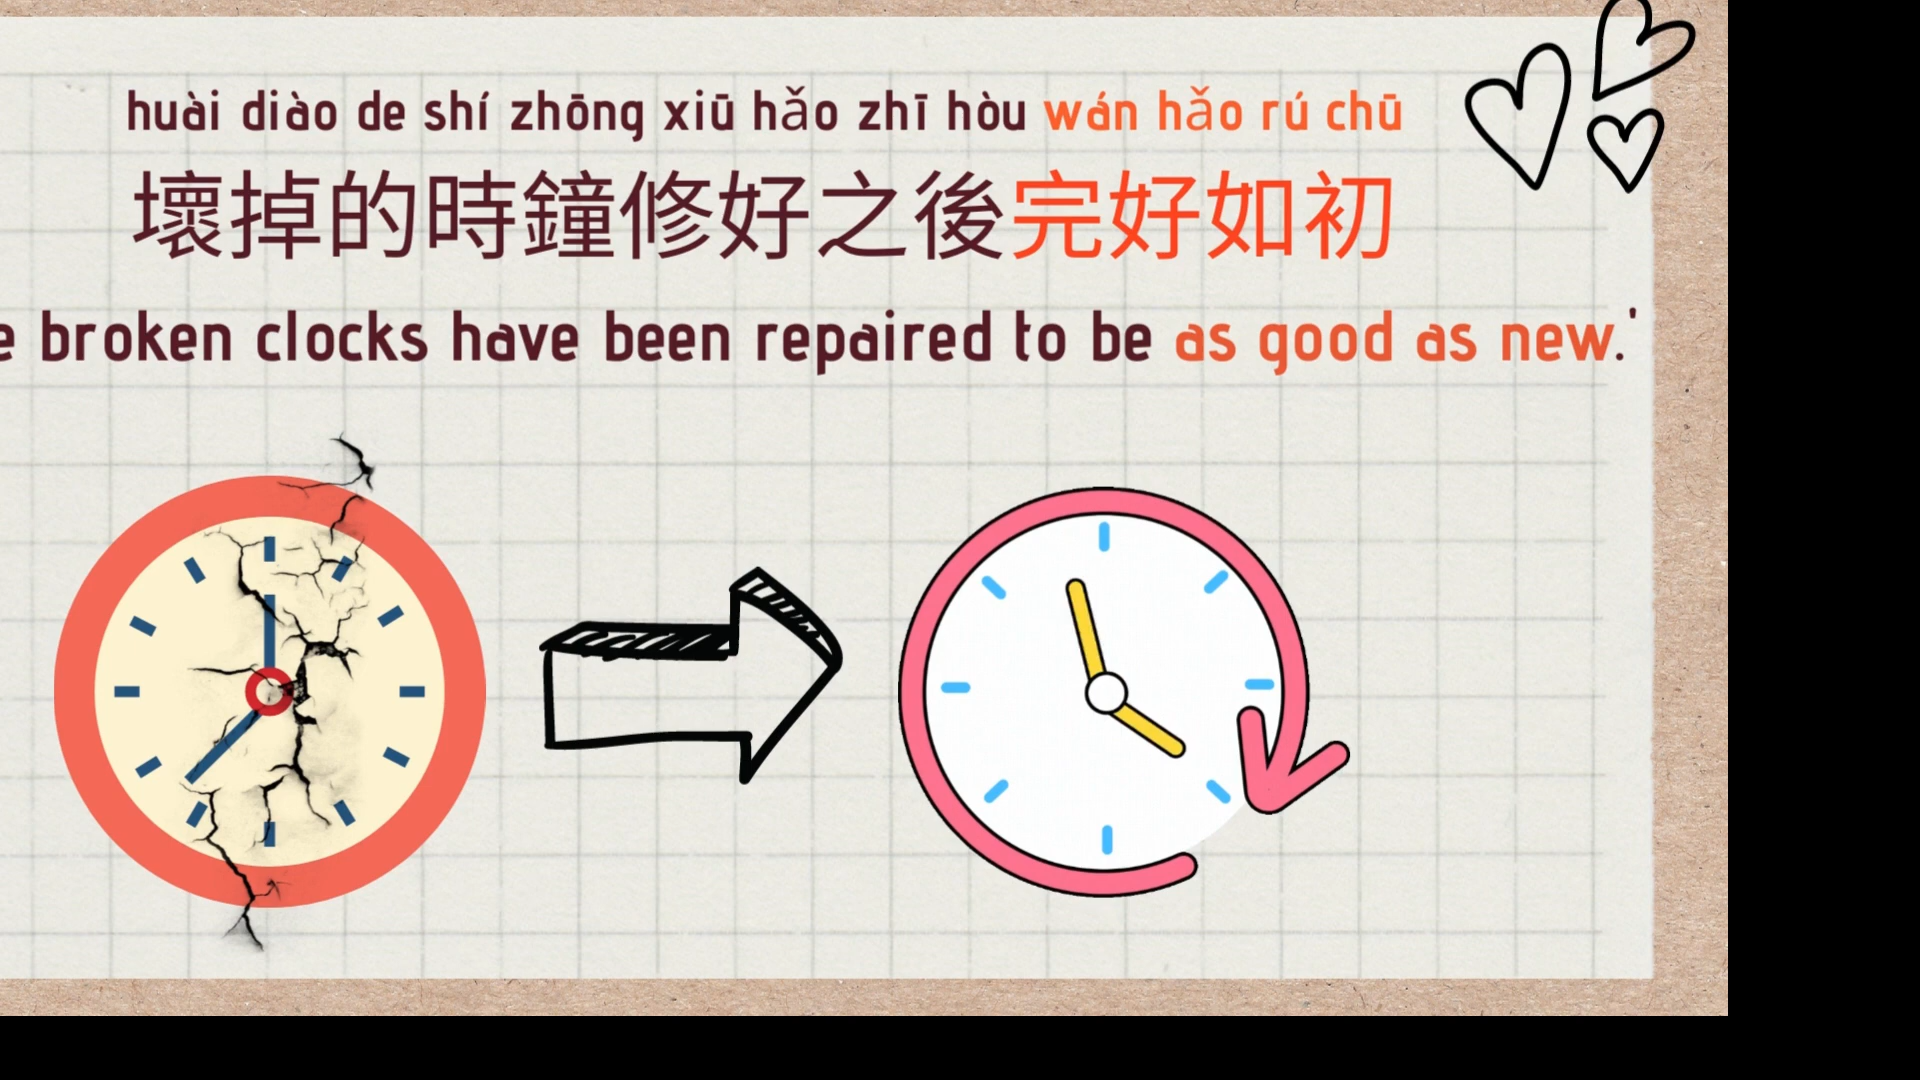 huài diào de shí zhōng xiū hǎo zhī hòu wán hǎo rú chū
壞掉的時鐘修好之後完好如初
broken clocks have been repaired to be as good as new.'